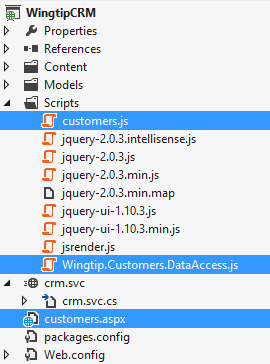 WingtipCRM
Properties
References
Content
Models
Scripts
customers.js
jquery-2.0.3.intellisense.js
jquery-2.0.3.js
jquery-2.0.3.min.js
jquery-2.0.3.min.map
jquery-ui-1.10.3.js
jquery-ui-1.10.3.min.js
jsrender.js
Wingtip.Customers.DataAccess.js
crm.svc
crm.svc.cs
customers.aspx
packages.config
Web.config